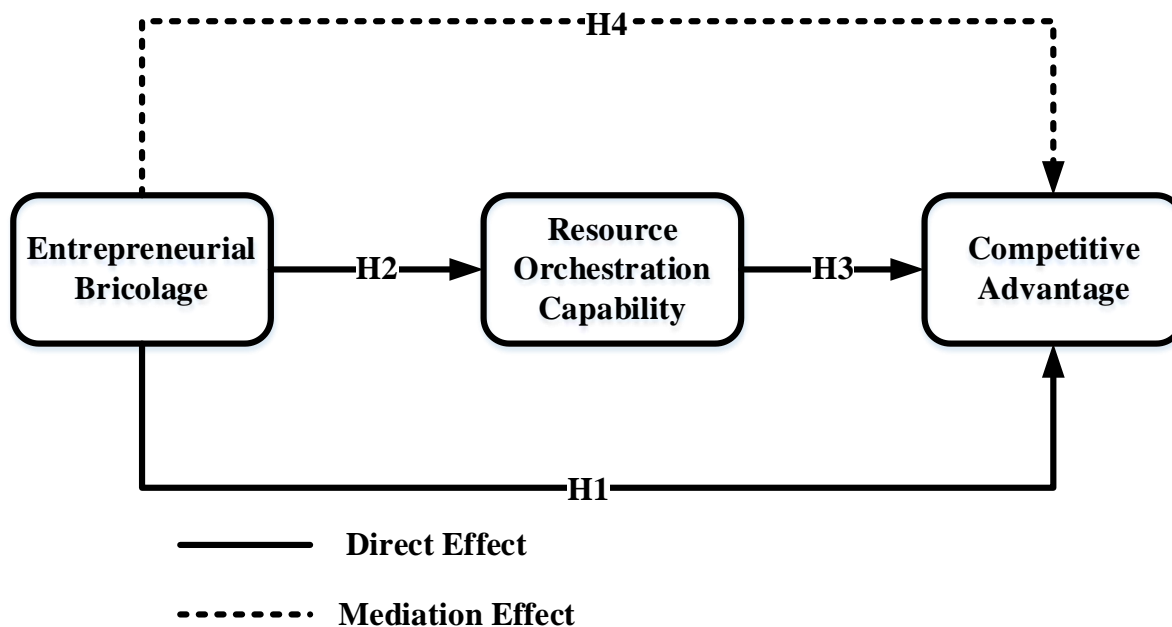 H4
Entrepreneurial
Bricolage
H2
Resource
Orchestration
Capability
H3
Competitive
Advantage
H1
Direct Effect
Mediation Effect